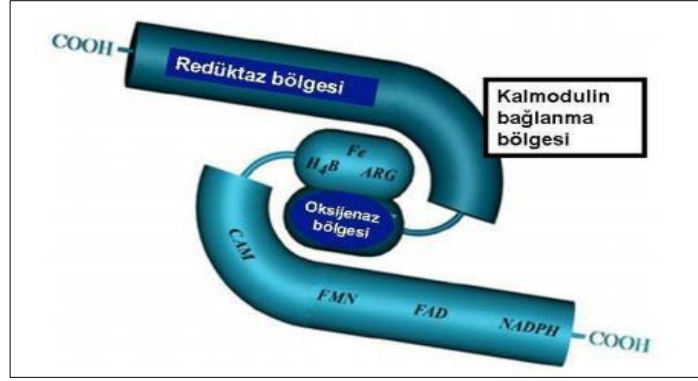 COOH
Redüktaz bölgesi
Kalmodulin
bağlanma
bölgesi
Fe
H₄B
ARG
Oksijenaz
bölgesi
CAM
FMN
FAD
NADPH
COOH